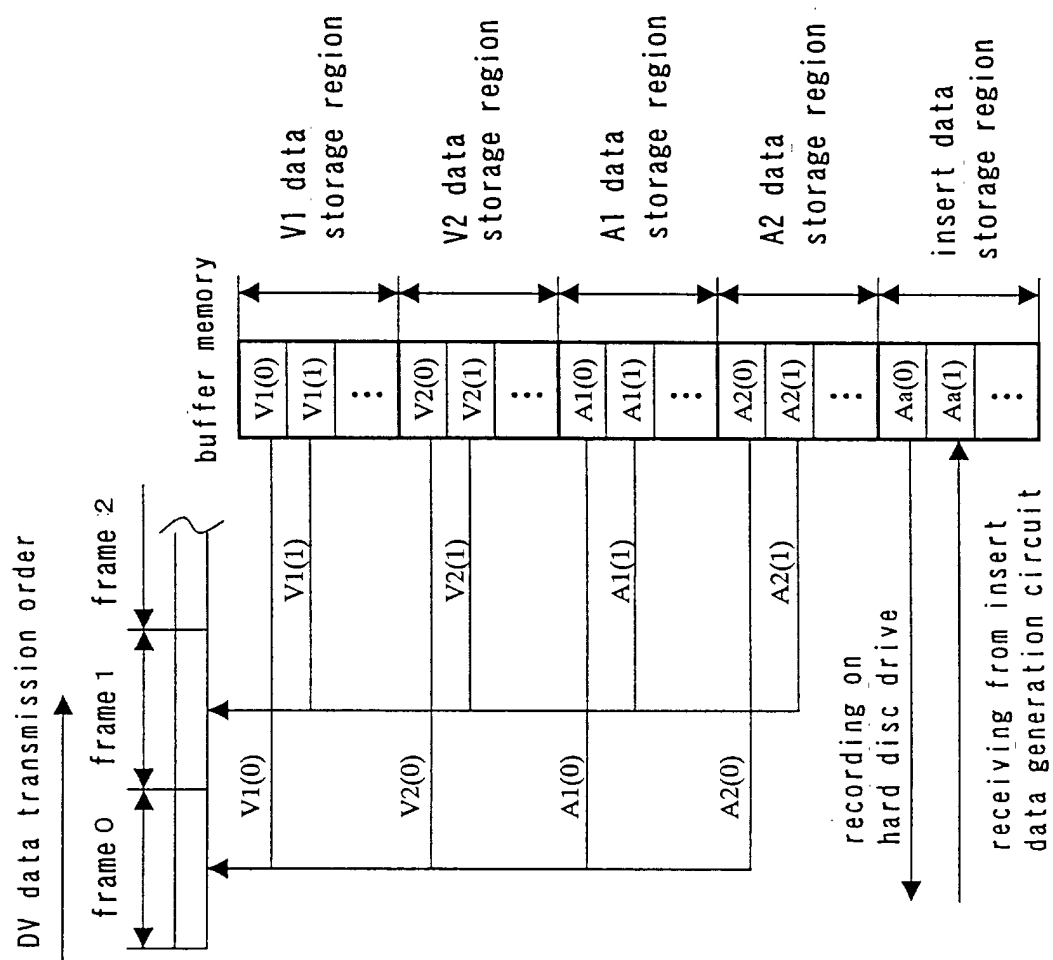 DV data transmission order
frame 0
frame 1
frame 2
buffer memory
V1(0)
V1(1)
V2(0)
V2(1)
A1(0)
A1(1)
A2(0)
A2(1)
V1(0)
V1(1)
...
V2(0)
V2(1)
...
A1(0)
A1(1)
...
A2(0)
A2(1)
...
Aa(0)
Aa(1)
...
V1 data
storage region
V2 data
storage region
A1 data
storage region
A2 data
storage region
insert data
storage region
recording on
hard disc drive
receiving from insert
data generation circuit